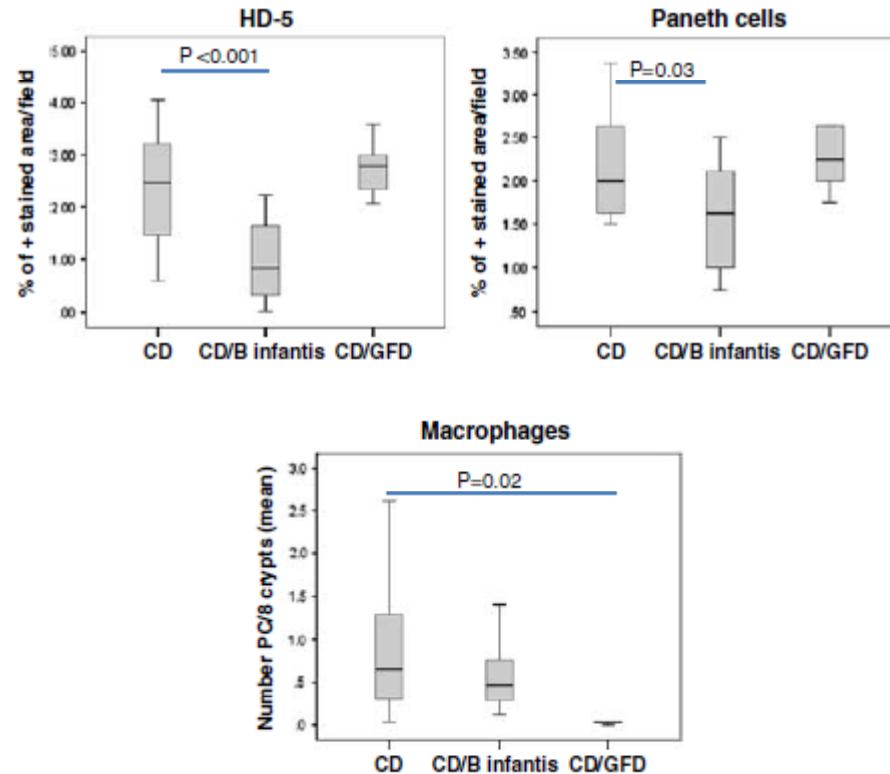 HD-5
P <0.001
% of + stained area/field
5.00
4.00
3.00
2.00
1.00
.00
CD CD/B infantis CD/GFD
Paneth cells
P=0.03
% of + stained area/field
3.50
3.00
2.50
2.00
1.50
1.00
.50
CD CD/B infantis CD/GFD
Macrophages
P=0.02
Number PC/8 crypts (mean)
3.0
2.5
2.0
1.5
1.0
.5
.0
CD CD/B infantis CD/GFD